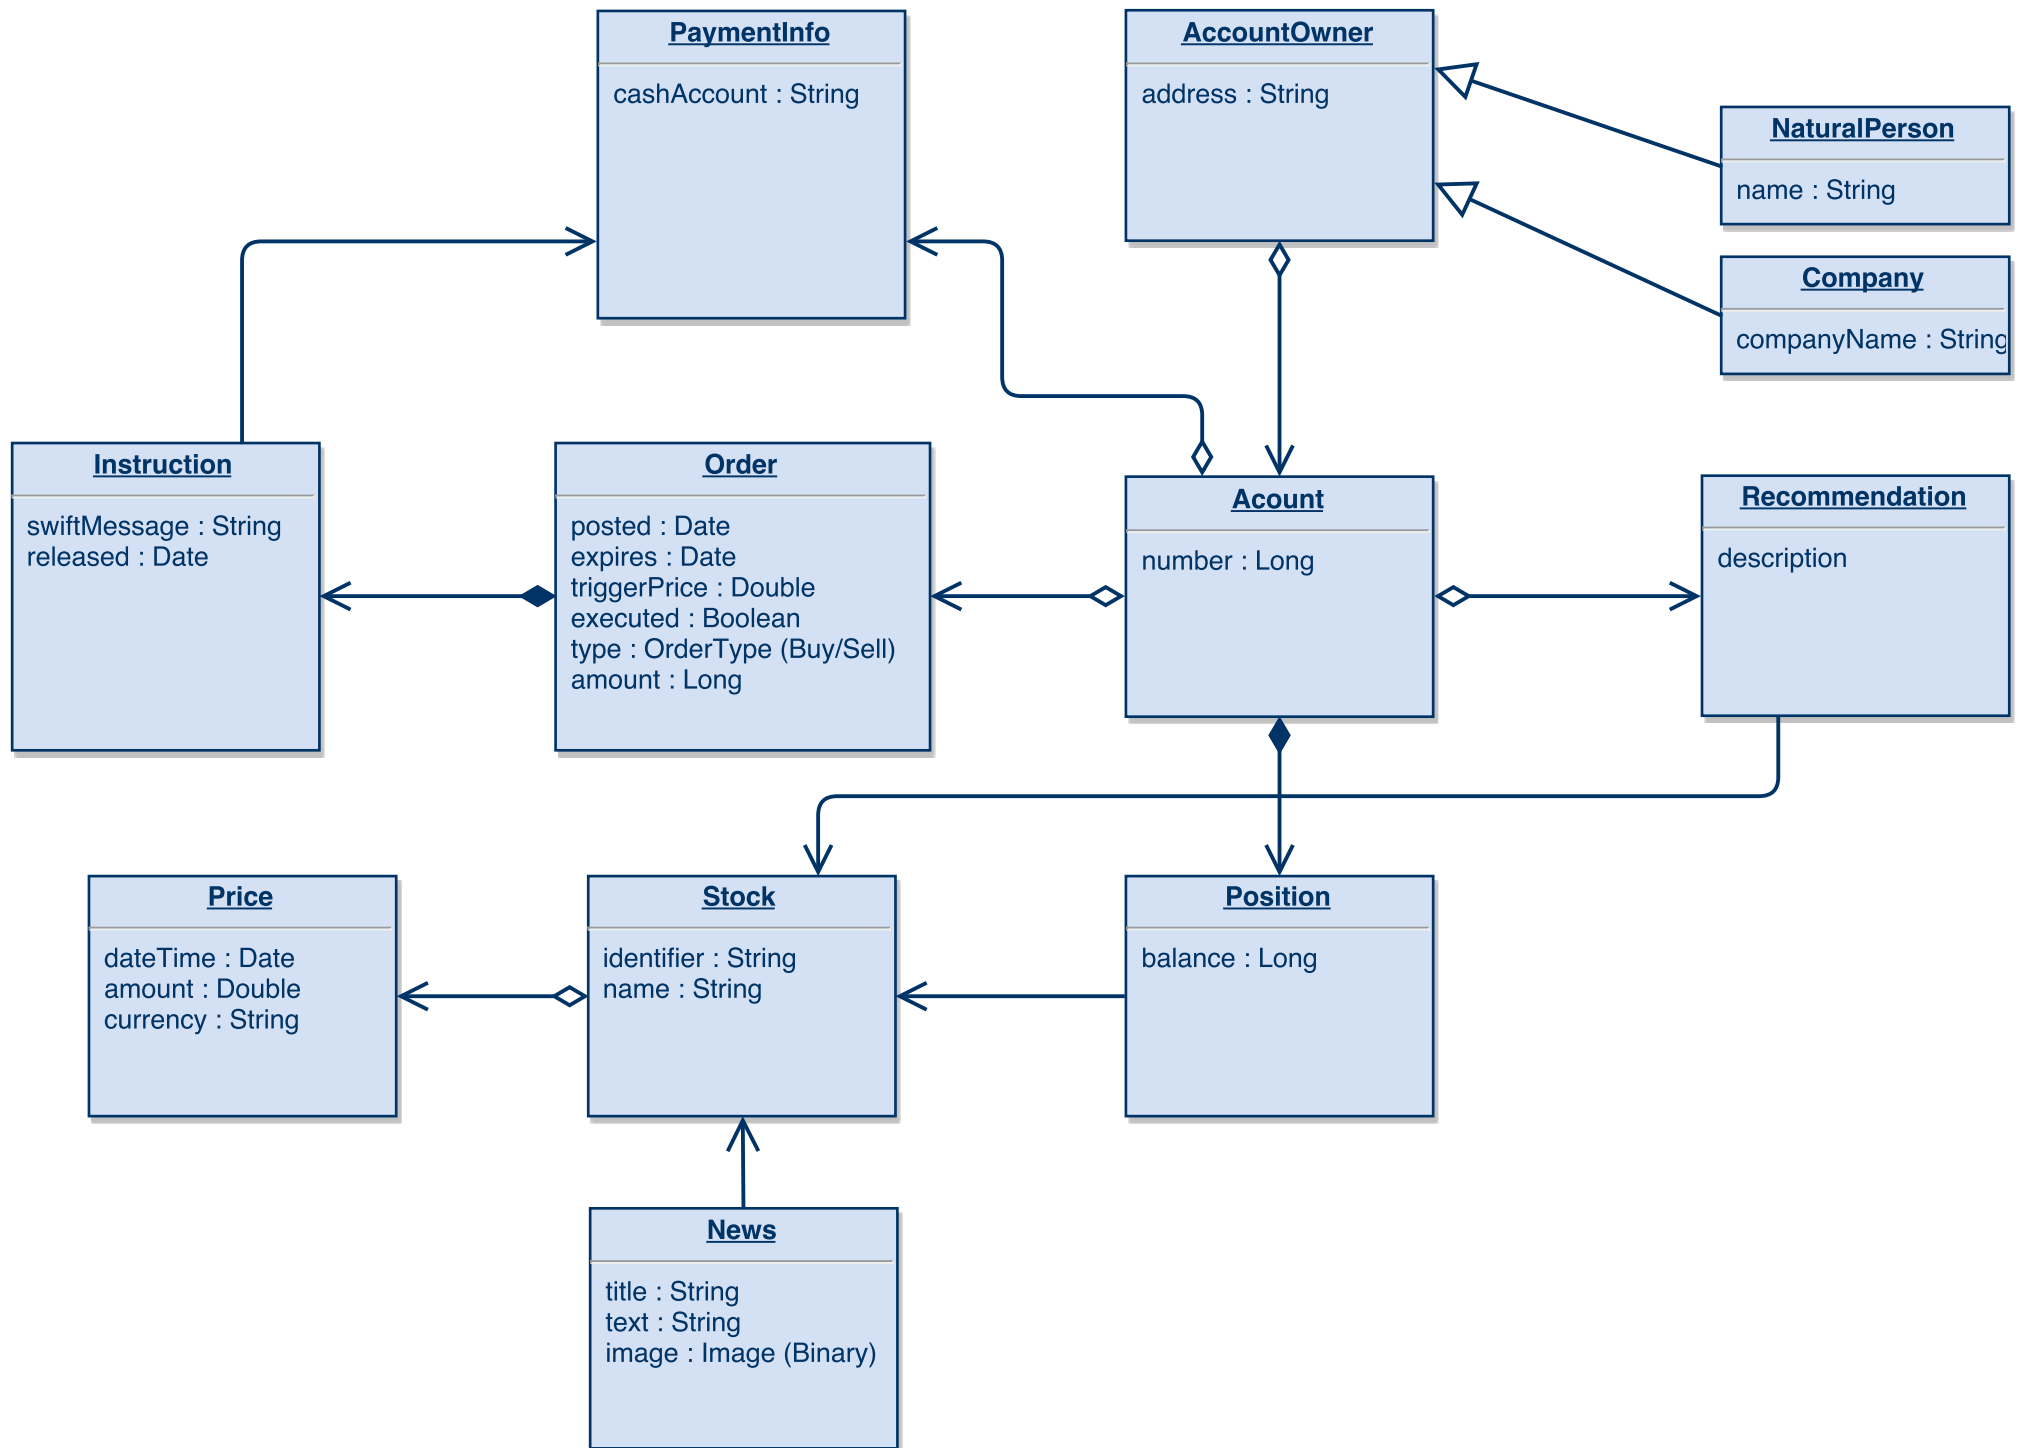 PaymentInfo
cashAccount : String
AccountOwner
address : String
NaturalPerson
name : String
Company
companyName : String
Instruction
swiftMessage : String
released : Date
Order
posted : Date
expires : Date
triggerPrice : Double
executed : Boolean
type : OrderType (Buy/Sell)
amount : Long
Acount
number : Long
Recommendation
description
Price
dateTime : Date
amount : Double
currency : String
Stock
identifier : String
name : String
Position
balance : Long
News
title : String
text : String
image : Image (Binary)